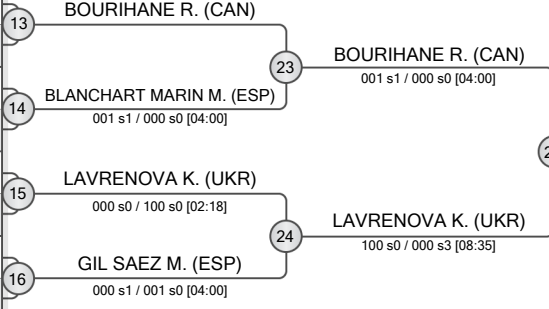 BOURIHANE R. (CAN)
13
23
BOURIHANE R. (CAN)
001 s1 / 000 s0 [04:00]
BLANCHART MARIN M. (ESP)
14
001 s1 / 000 s0 [04:00]
LAVRENOVA K. (UKR)
15
000 s0 / 100 s0 [02:18]
24
LAVRENOVA K. (UKR)
100 s0 / 000 s3 [08:35]
GIL SAEZ M. (ESP)
16
000 s1 / 001 s0 [04:00]